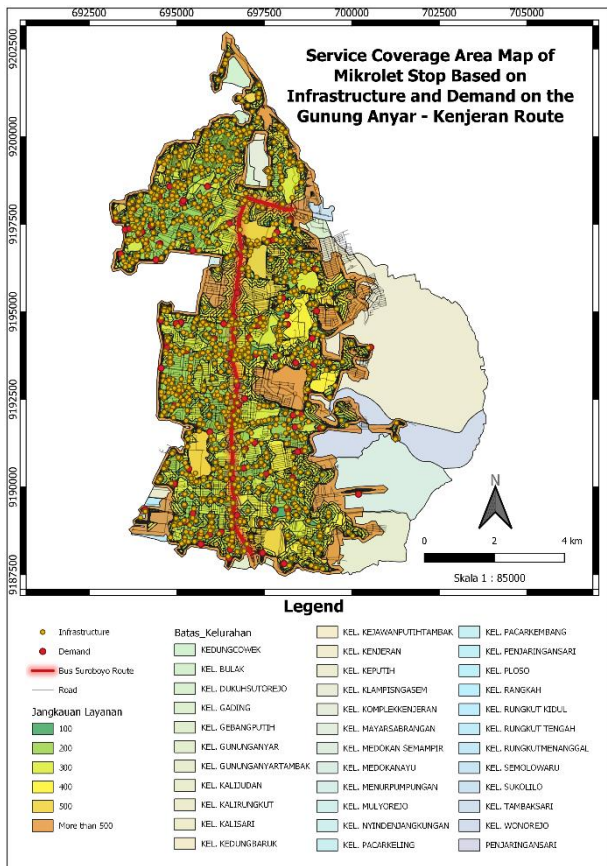 692500 695000 697500 700000 702500 705000
Service Coverage Area Map of
Mikrolet Stop Based on
Infrastructure and Demand on the
Gunung Anyar - Kenjeran Route
9202500
9200000
9197500
9195000
9192500
9190000
9187500
N
0 2 4 km
Skala 1 : 85000
Legend
Infrastructure
Demand
Bus Suroboyo Route
Road
Jangkauan Layanan
100
200
300
400
500
More than 500
Batas_Kelurahan
KEDUNGCOWEK
KEL. BULAK
KEL. DUKUHSUTOREJO
KEL. GADING
KEL. GEBANGPUTIH
KEL. GUNUNGANYAR
KEL. GUNUNGANYARTAMBAK
KEL. KALIJUDAN
KEL. KALIRUNGKUT
KEL. KALISARI
KEL. KEDUNGBARUK
KEL. KEJAWANPUTIHTAMBAK
KEL. KENJERAN
KEL. KEPUTIH
KEL. KLAMPISNGASEM
KEL. KOMPLEKKENJERAN
KEL. MAYARSABRANGAN
KEL. MEDOKAN SEMAMPIR
KEL. MEDOKANAYU
KEL. MENURPUMPUNGAN
KEL. MULYOREJO
KEL. NYINDENJANGKUNGAN
KEL. PACARKELING
KEL. PACARKEMBANG
KEL. PENJARINGANSARI
KEL. PLOSO
KEL. RANGKAH
KEL. RUNGKUT KIDUL
KEL. RUNGKUT TENGAH
KEL. RUNGKUTMENANGGAL
KEL. SEMOLOWARU
KEL. SUKOLILO
KEL. TAMBAKSARI
KEL. WONOREJO
PENJARINGANSARI